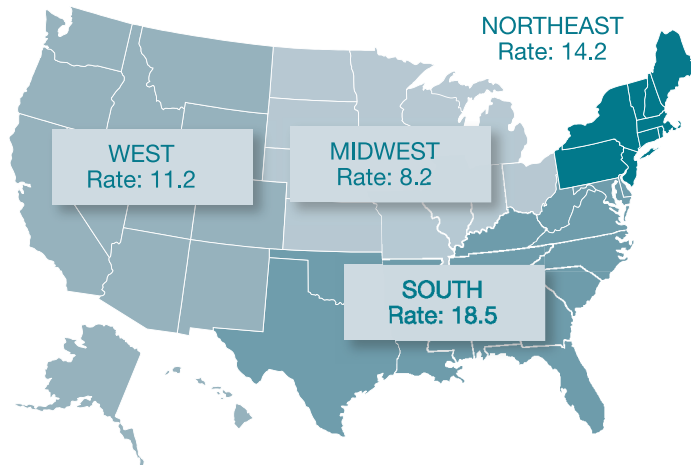 NORTHEAST
Rate: 14.2
WEST
Rate: 11.2
MIDWEST
Rate: 8.2
SOUTH
Rate: 18.5